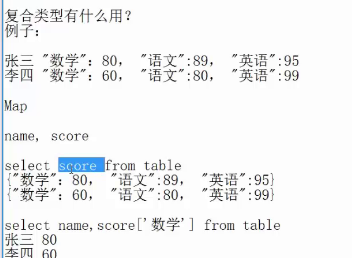 复合类型有什么用?
例子:
张三 "数学": 80, "语文":89, "英语":95
李四 "数学": 60, "语文":80, "英语":99
Map
name, score
select score from table
{"数学": 80, "语文":89, "英语":95}
{"数学": 60, "语文":80, "英语":99}
select name,score['数学'] from table
张三 80
李四 60